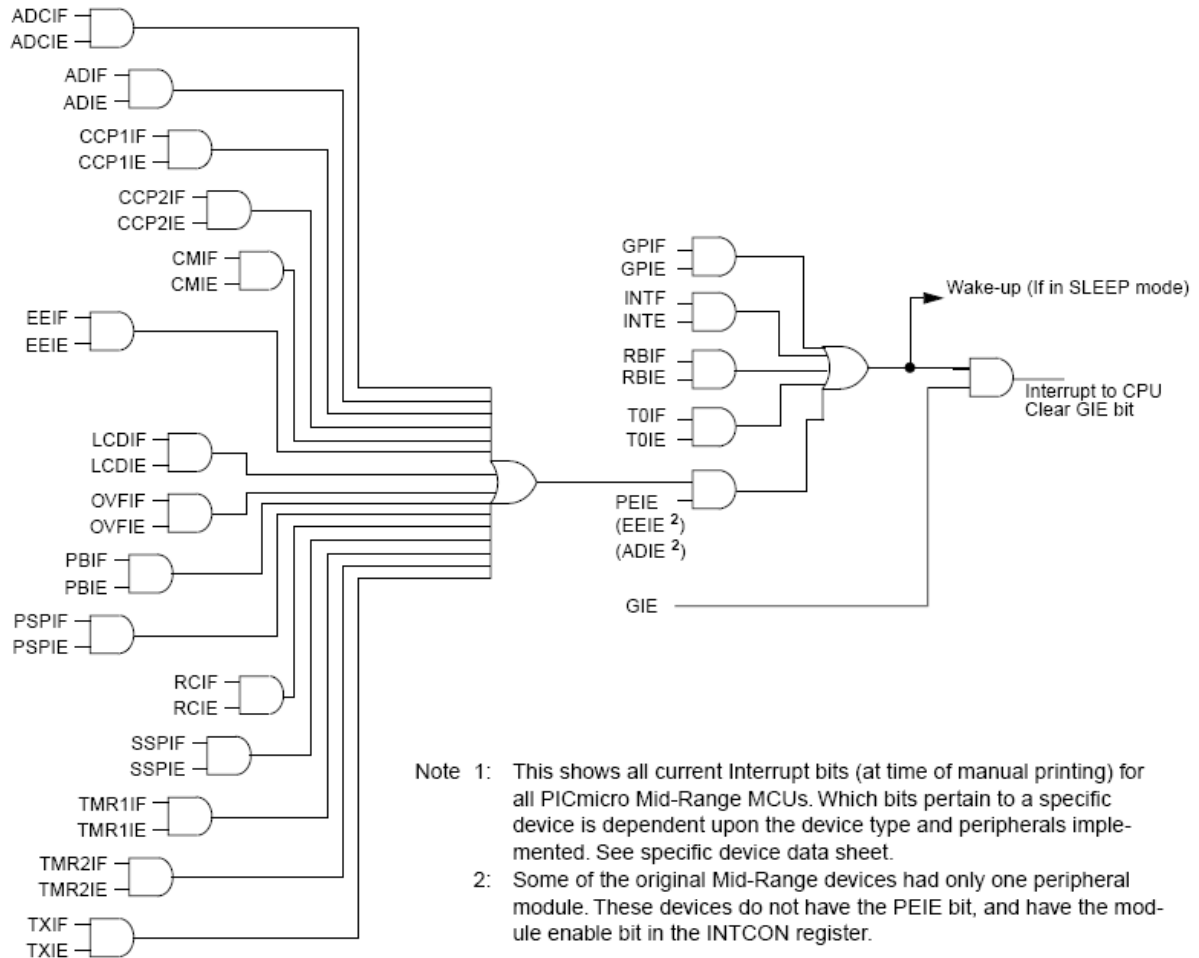 ADCIF
ADCIE
ADIF
ADIE
CCP1IF
CCP1IE
CCP2IF
CCP2IE
CMIF
CMIE
EEIF
EEIE
LCDIF
LCDIE
OVFIF
OVFIE
PBIF
PBIE
PSPIF
PSPIE
RCIF
RCIE
SSPIF
SSPIE
TMR1IF
TMR1IE
TMR2IF
TMR2IE
TXIF
TXIE
GPIF
GPIE
INTF
INTE
RBIF
RBIE
T0IF
T0IE
PEIE
(EEIE 2)
(ADIE 2)
GIE
Wake-up (If in SLEEP mode)
Interrupt to CPU
Clear GIE bit
Note 1: This shows all current Interrupt bits (at time of manual printing) for
all PICmicro Mid-Range MCUs. Which bits pertain to a specific
device is dependent upon the device type and peripherals imple-
mented. See specific device data sheet.
2: Some of the original Mid-Range devices had only one peripheral
module. These devices do not have the PEIE bit, and have the mod-
ule enable bit in the INTCON register.